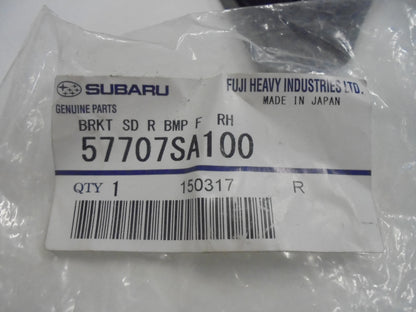 SUBARU FUJI HEAVY INDUSTRIES LTD.
GENUINE PARTS MADE IN JAPAN
BRKT SD R BMP F RH
57707SA100
QTY 1 150317 R